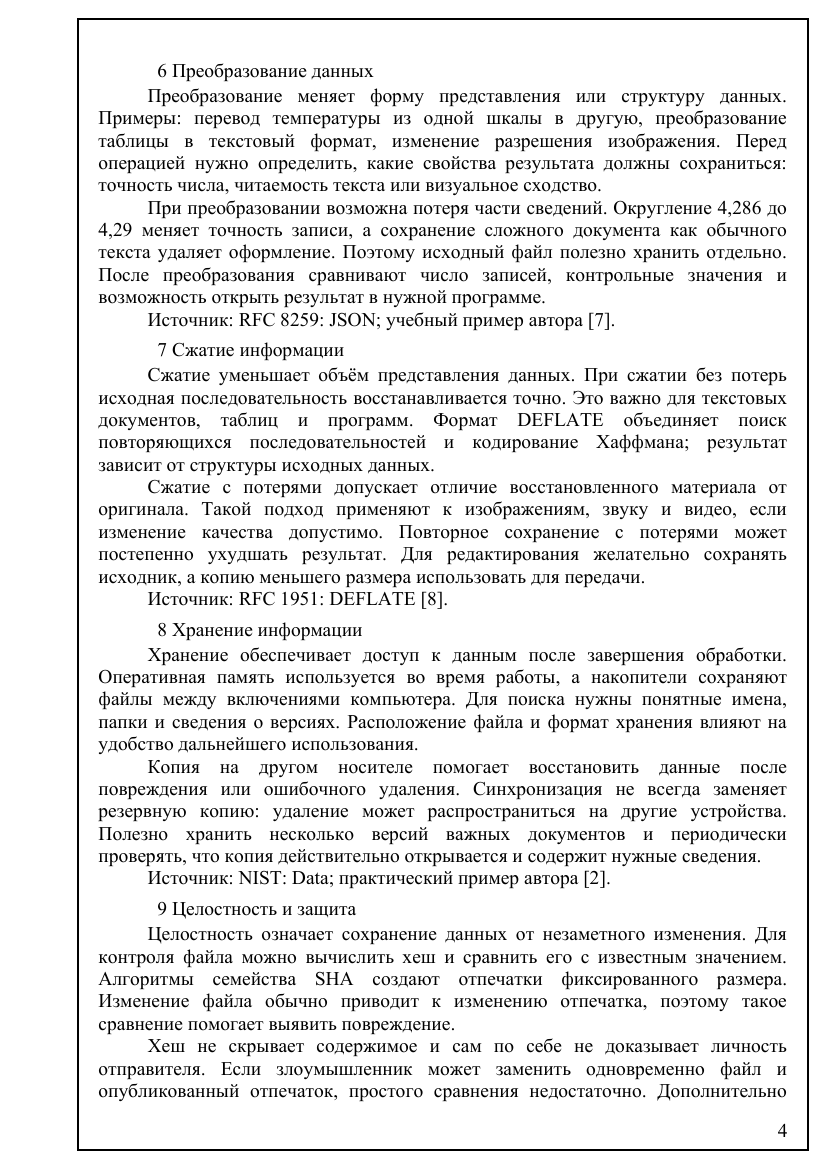 6 Преобразование данных
Преобразование меняет форму представления или структуру данных.
Примеры: перевод температуры из одной шкалы в другую, преобразование
таблицы в текстовый формат, изменение разрешения изображения. Перед
операцией нужно определить, какие свойства результата должны сохраниться:
точность числа, читаемость текста или визуальное сходство.
При преобразовании возможна потеря части сведений. Округление 4,286 до
4,29 меняет точность записи, а сохранение сложного документа как обычного
текста удаляет оформление. Поэтому исходный файл полезно хранить отдельно.
После преобразования сравнивают число записей, контрольные значения и
возможность открыть результат в нужной программе.
Источник: RFC 8259: JSON; учебный пример автора [7].
7 Сжатие информации
Сжатие уменьшает объём представления данных. При сжатии без потерь
исходная последовательность восстанавливается точно. Это важно для текстовых
документов, таблиц и программ. Формат DEFLATE объединяет поиск
повторяющихся последовательностей и кодирование Хаффмана; результат
зависит от структуры исходных данных.
Сжатие с потерями допускает отличие восстановленного материала от
оригинала. Такой подход применяют к изображениям, звуку и видео, если
изменение качества допустимо. Повторное сохранение с потерями может
постепенно ухудшать результат. Для редактирования желательно сохранять
исходник, а копию меньшего размера использовать для передачи.
Источник: RFC 1951: DEFLATE [8].
8 Хранение информации
Хранение обеспечивает доступ к данным после завершения обработки.
Оперативная память используется во время работы, а накопители сохраняют
файлы между включениями компьютера. Для поиска нужны понятные имена,
папки и сведения о версиях. Расположение файла и формат хранения влияют на
удобство дальнейшего использования.
Копия на другом носителе помогает восстановить данные после
повреждения или ошибочного удаления. Синхронизация не всегда заменяет
резервную копию: удаление может распространиться на другие устройства.
Полезно хранить несколько версий важных документов и периодически
проверять, что копия действительно открывается и содержит нужные сведения.
Источник: NIST: Data; практический пример автора [2].
9 Целостность и защита
Целостность означает сохранение данных от незаметного изменения. Для
контроля файла можно вычислить хеш и сравнить его с известным значением.
Алгоритмы семейства SHA создают отпечатки фиксированного размера.
Изменение файла обычно приводит к изменению отпечатка, поэтому такое
сравнение помогает выявить повреждение.
Хеш не скрывает содержимое и сам по себе не доказывает личность
отправителя. Если злоумышленник может заменить одновременно файл и
опубликованный отпечаток, простого сравнения недостаточно. Дополнительно
4